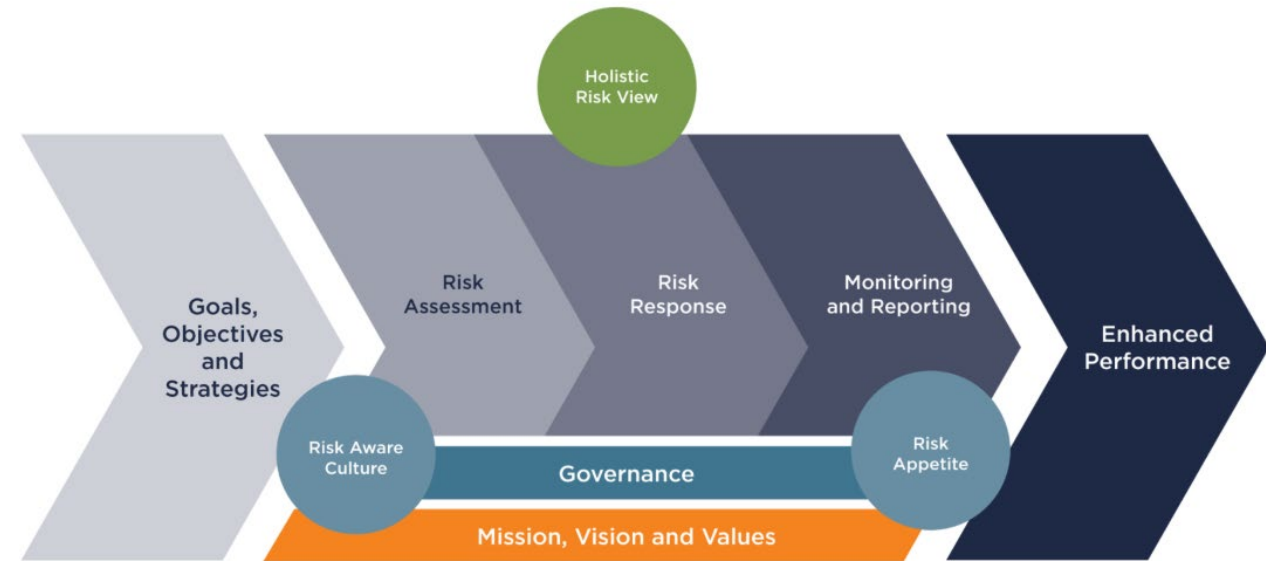 Holistic
Risk View
Goals,
Objectives
and
Strategies
Risk
Assessment
Risk
Response
Monitoring
and Reporting
Enhanced
Performance
Risk Aware
Culture
Governance
Risk
Appetite
Mission, Vision and Values